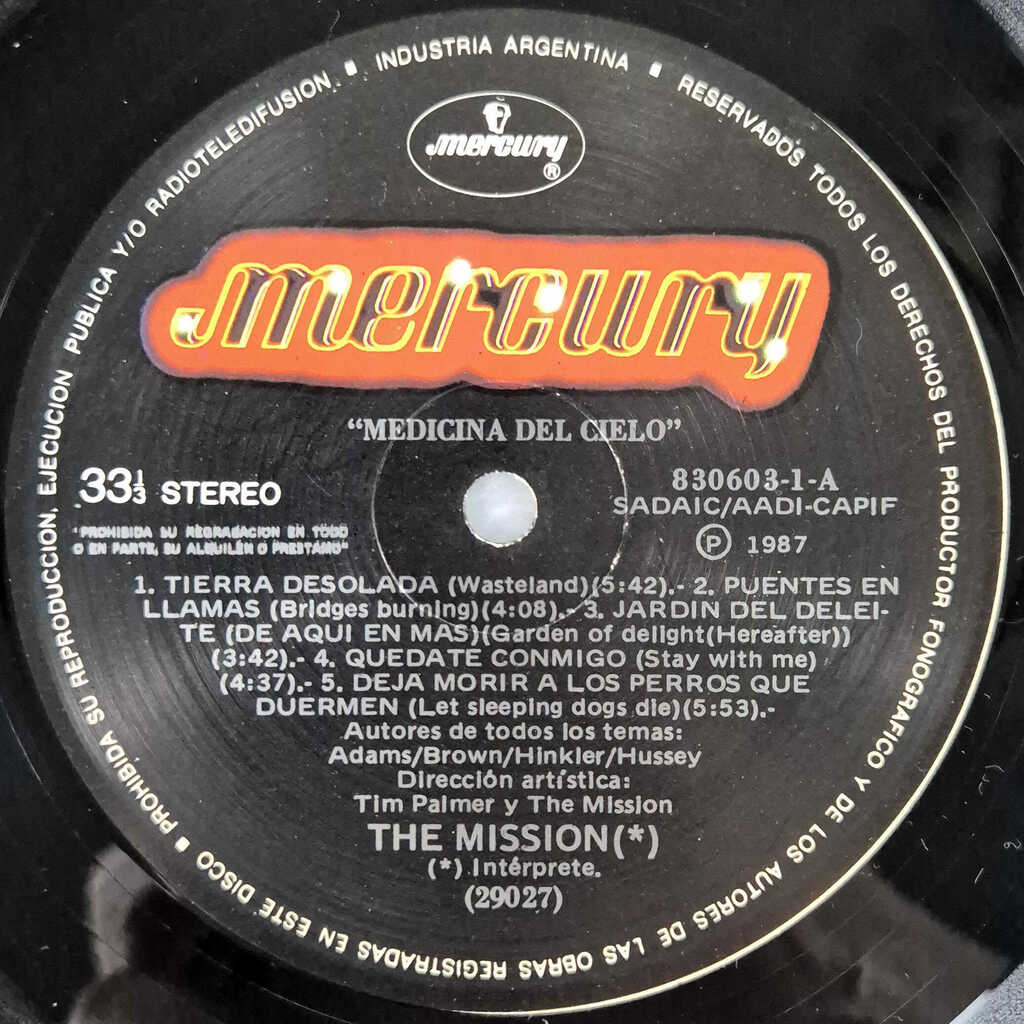 INDUSTRIA ARGENTINA ■ RESERVADOS TODOS LOS DERECHOS DEL PRODUCTOR FONOGRAFICO Y DE LOS AUTORES DE LAS OBRAS REGISTRADAS EN ESTE DISCO ■ PROHIBIDA SU REPRODUCCION, EJECUCION PUBLICA Y/O RADIOTELEDIFUSION. ■
mercury ®
mercury
“MEDICINA DEL CIELO”
33⅓ STEREO
"PROHIBIDA SU REGRABACION EN TODO
O EN PARTE, SU ALQUILER O PRESTAMO"
830603-1-A
SADAIC/AADI-CAPIF
Ⓟ 1987
1. TIERRA DESOLADA (Wasteland)(5:42).- 2. PUENTES EN
LLAMAS (Bridges burning)(4:08).- 3. JARDIN DEL DELEI-
TE (DE AQUI EN MAS)(Garden of delight(Hereafter))
(3:42).- 4. QUEDATE CONMIGO (Stay with me)
(4:37).- 5. DEJA MORIR A LOS PERROS QUE
DUERMEN (Let sleeping dogs die)(5:53).-
Autores de todos los temas:
Adams/Brown/Hinkler/Hussey
Dirección artística:
Tim Palmer y The Mission
THE MISSION(*)
(*) Intérprete.
(29027)